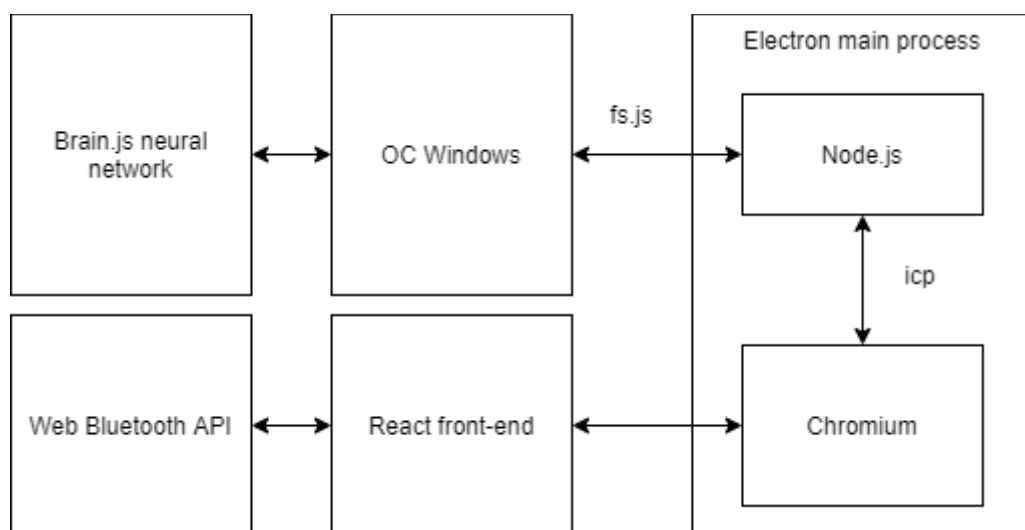 Electron main process
fs.js
Brain.js neural
network
OC Windows
Node.js
icp
Web Bluetooth API
React front-end
Chromium